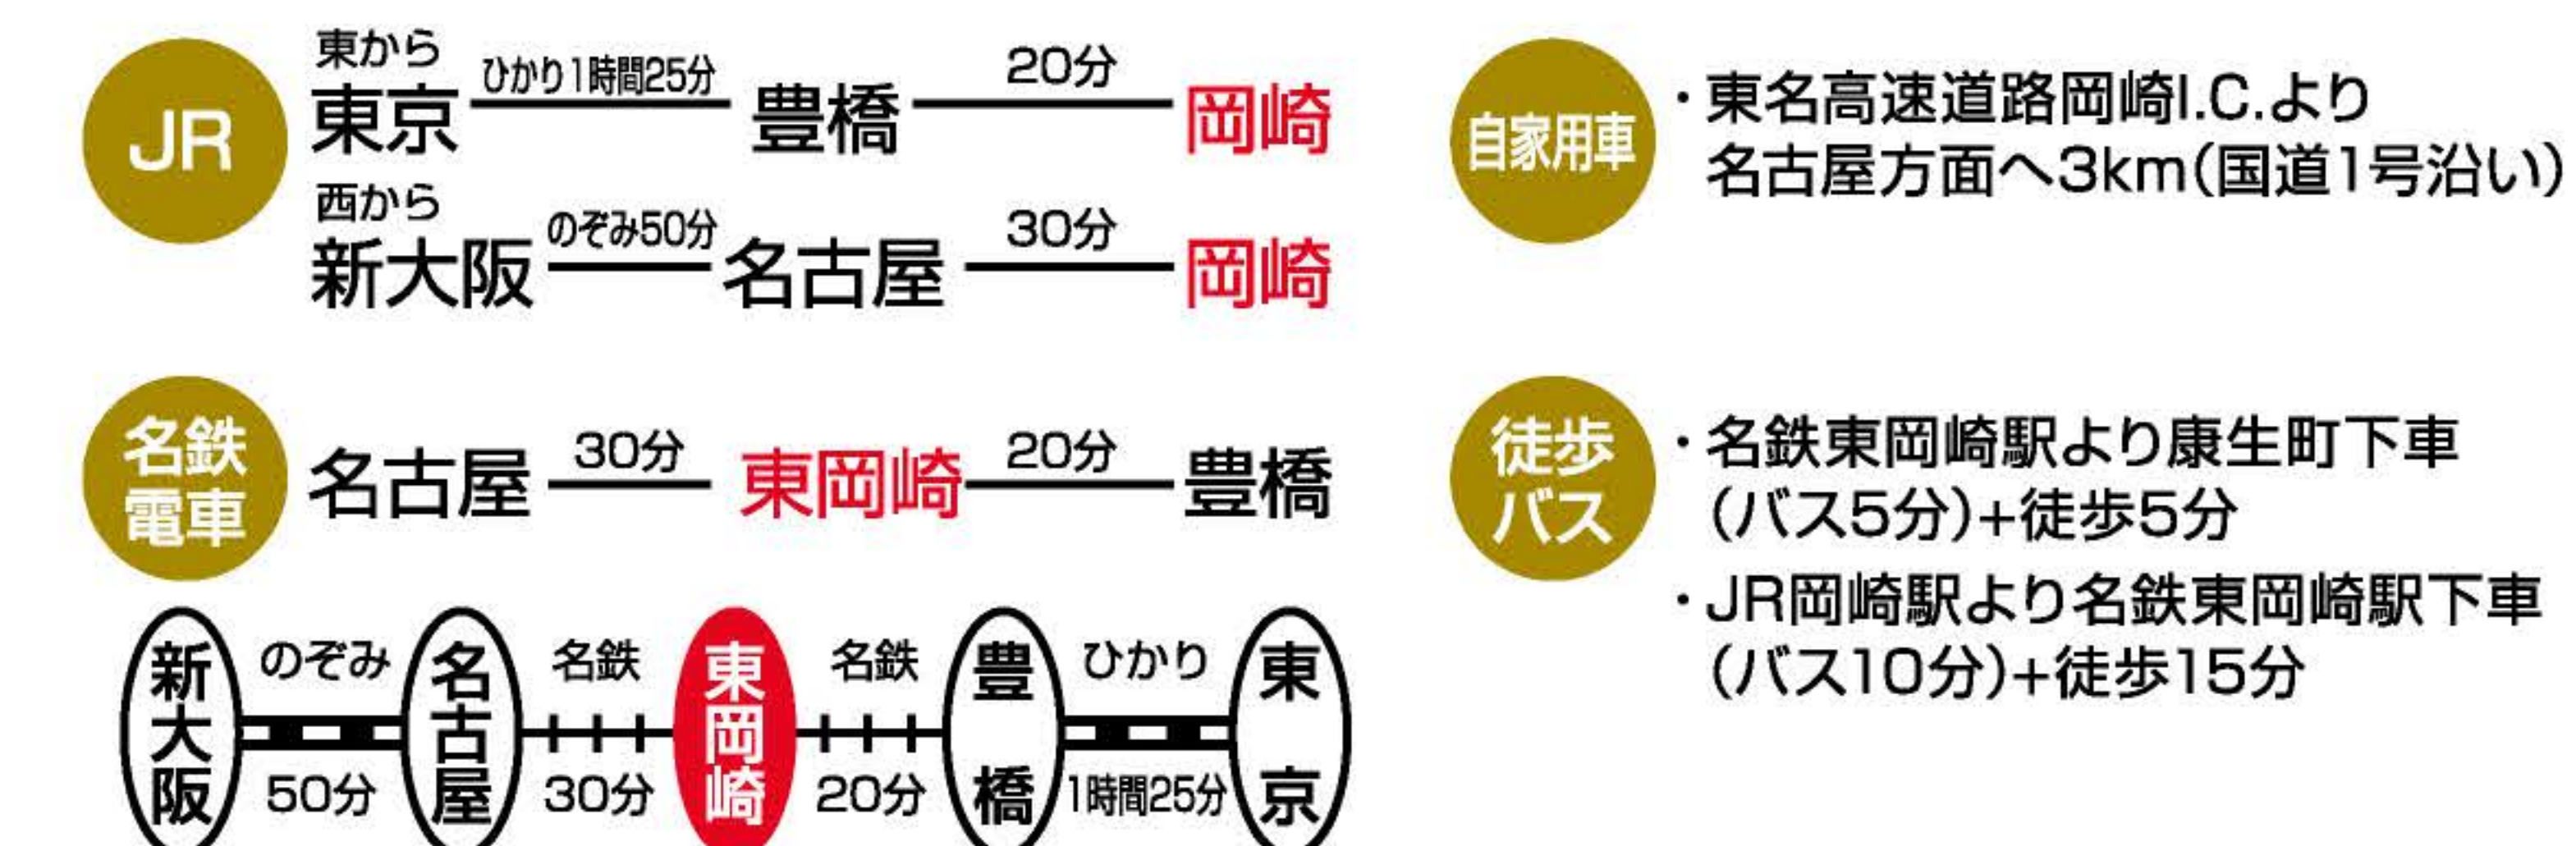 JR
東から
東京 ひかり1時間25分 豊橋 20分 岡崎
西から
新大阪 のぞみ50分 名古屋 30分 岡崎
名鉄
電車
名古屋 30分 東岡崎 20分 豊橋
新大阪 のぞみ 50分 名古屋 名鉄 30分 東岡崎 名鉄 20分 豊橋 ひかり 1時間25分 東京
自家用車
・東名高速道路岡崎I.C.より
名古屋方面へ3km(国道1号沿い)
徒歩
バス
・名鉄東岡崎駅より康生町下車
(バス5分)+徒歩5分
・JR岡崎駅より名鉄東岡崎駅下車
(バス10分)+徒歩15分